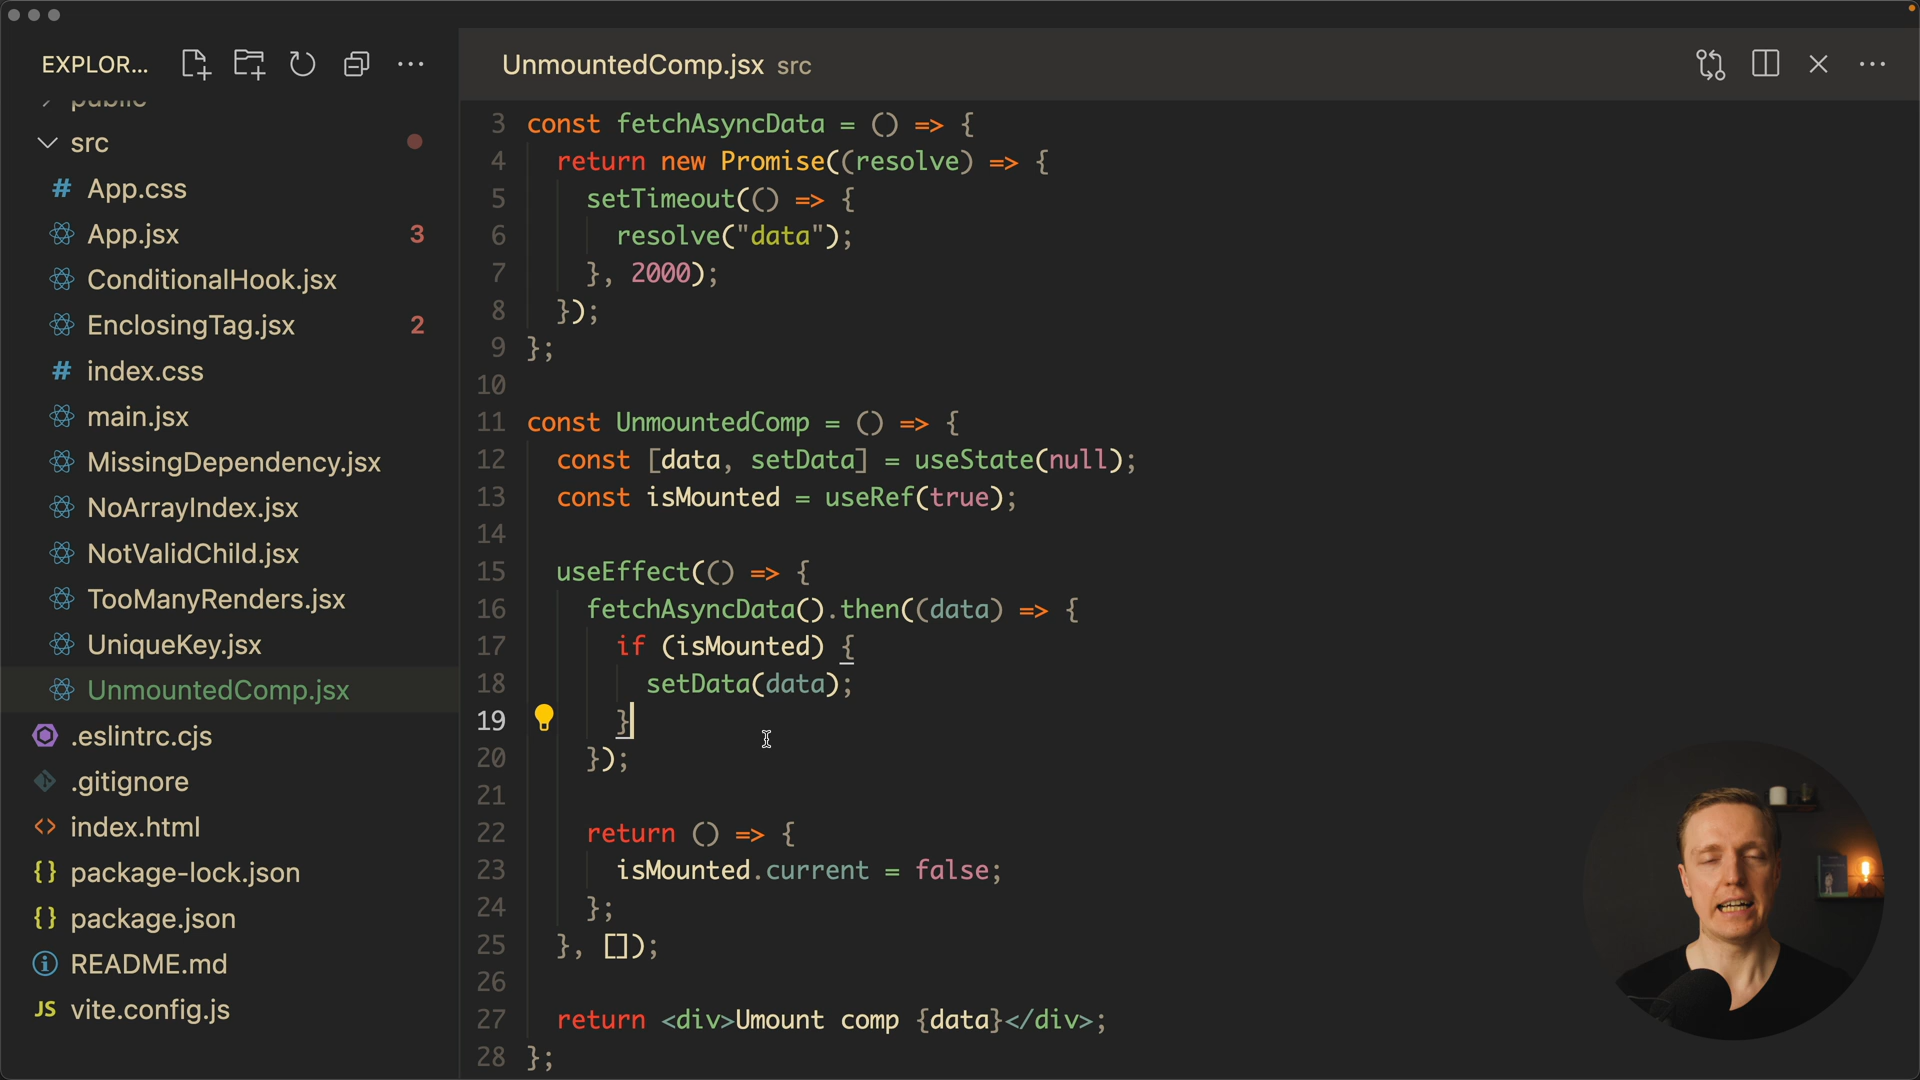 EXPLOR...
UnmountedComp.jsx src
public
src
# App.css
App.jsx 3
ConditionalHook.jsx
EnclosingTag.jsx 2
# index.css
main.jsx
MissingDependency.jsx
NoArrayIndex.jsx
NotValidChild.jsx
TooManyRenders.jsx
UniqueKey.jsx
UnmountedComp.jsx
.eslintrc.cjs
.gitignore
<> index.html
{} package-lock.json
{} package.json
README.md
JS vite.config.js
3 const fetchAsyncData = () => {
4 return new Promise((resolve) => {
5 setTimeout(() => {
6 resolve("data");
7 }, 2000);
8 });
9 };
10
11 const UnmountedComp = () => {
12 const [data, setData] = useState(null);
13 const isMounted = useRef(true);
14
15 useEffect(() => {
16 fetchAsyncData().then((data) => {
17 if (isMounted) {
18 setData(data);
19 }
20 });
21
22 return () => {
23 isMounted.current = false;
24 };
25 }, []);
26
27 return <div>Umount comp {data}</div>;
28 };